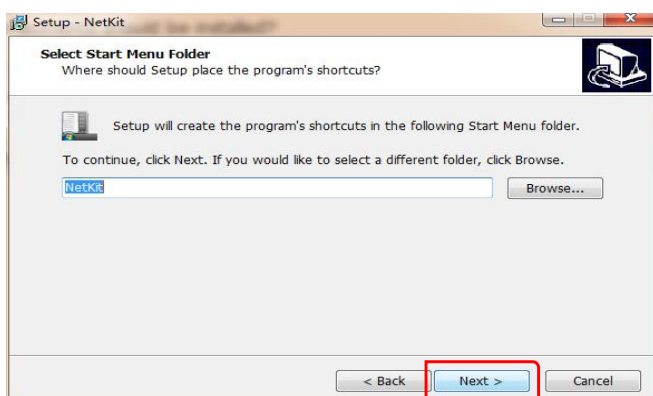 Setup - NetKit
Select Start Menu Folder
Where should Setup place the program's shortcuts?
Setup will create the program's shortcuts in the following Start Menu folder.
To continue, click Next. If you would like to select a different folder, click Browse.
NetKit
Browse...
< Back
Next >
Cancel